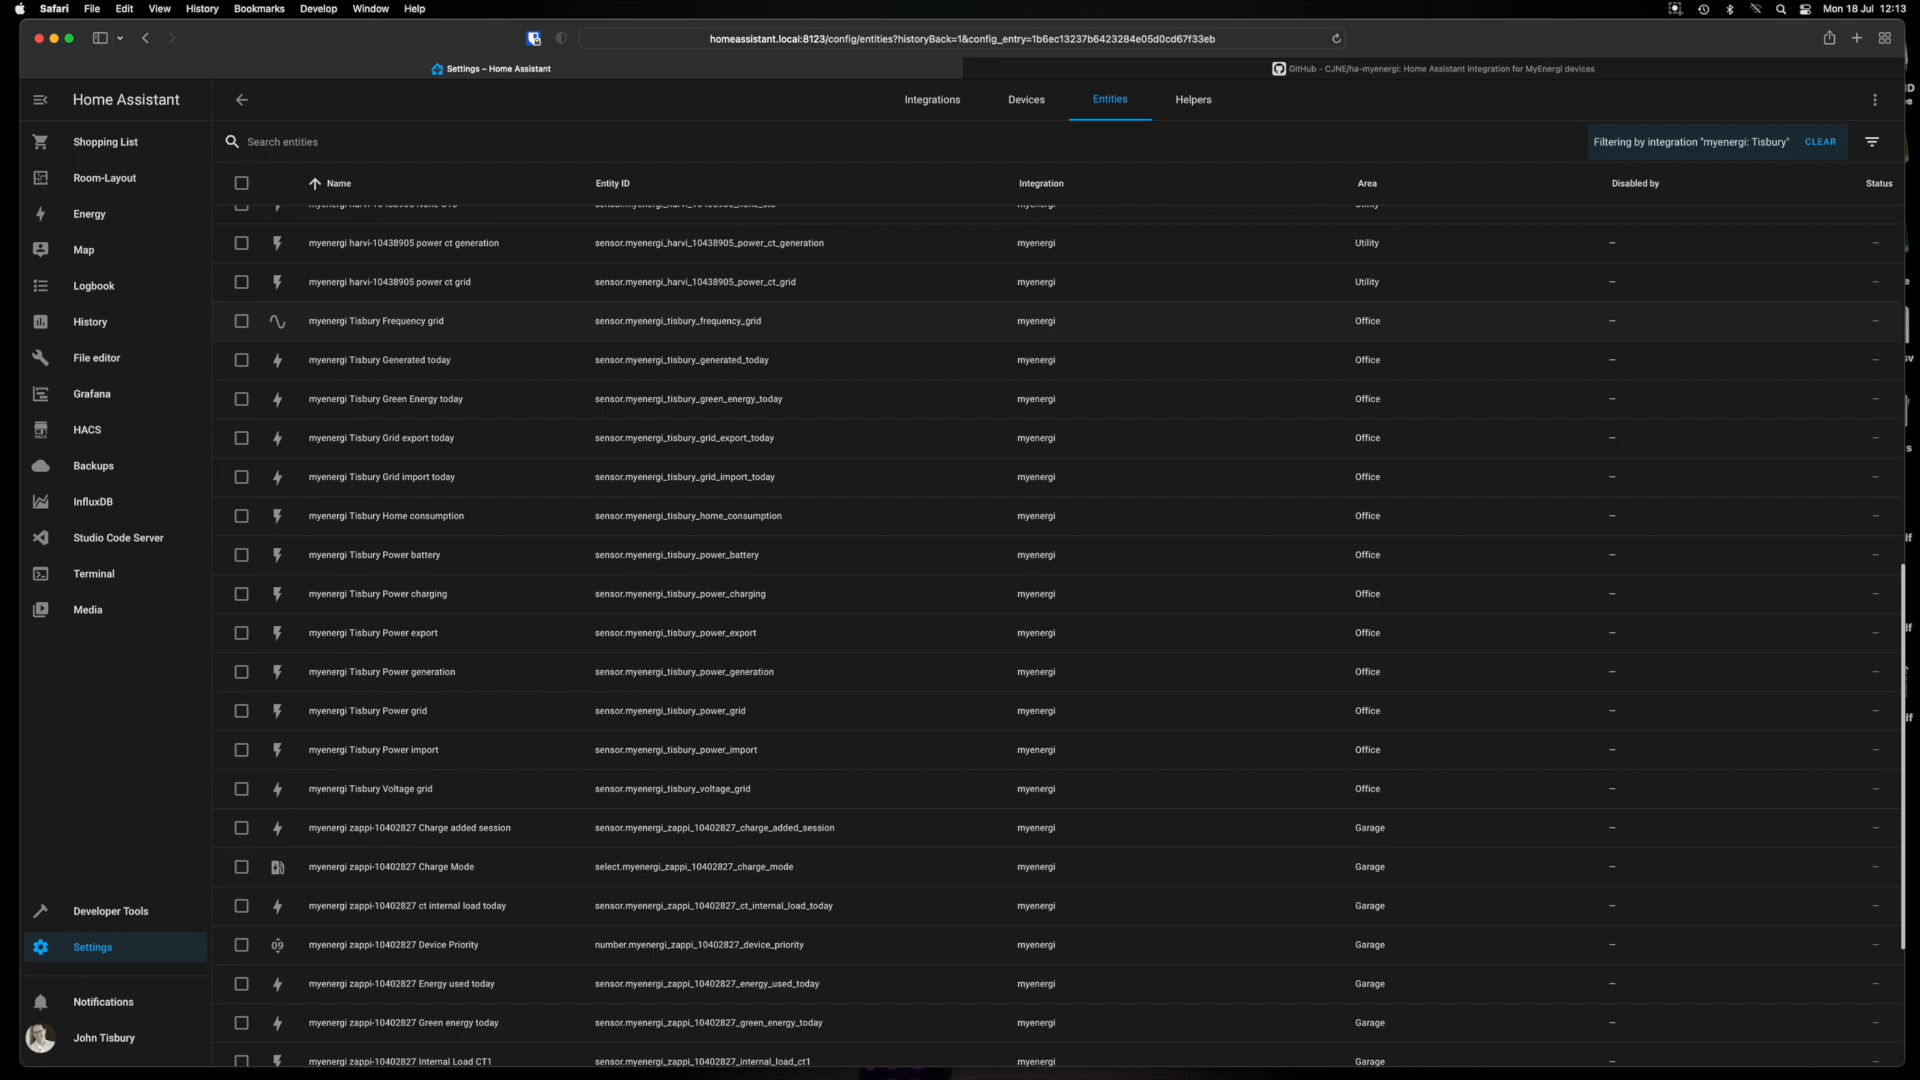 Safari File Edit View History Bookmarks Develop Window Help Mon 18 Jul 12:13
homeassistant.local:8123/config/entities?historyBack=1&config_entry=1b6ec13237b6423284e05d0cd67f33eb
Settings – Home Assistant
GitHub - CJNE/ha-myenergi: Home Assistant integration for MyEnergi devices
Home Assistant
Integrations Devices Entities Helpers
Shopping List
Room-Layout
Energy
Map
Logbook
History
File editor
Grafana
HACS
Backups
InfluxDB
Studio Code Server
Terminal
Media
Developer Tools
Settings
Notifications
John Tisbury
Search entities
Filtering by integration "myenergi: Tisbury" CLEAR
Name Entity ID Integration Area Disabled by Status
myenergi harvi-10438905 power ct generation sensor.myenergi_harvi_10438905_power_ct_generation myenergi Utility – –
myenergi harvi-10438905 power ct grid sensor.myenergi_harvi_10438905_power_ct_grid myenergi Utility – –
myenergi Tisbury Frequency grid sensor.myenergi_tisbury_frequency_grid myenergi Office – –
myenergi Tisbury Generated today sensor.myenergi_tisbury_generated_today myenergi Office – –
myenergi Tisbury Green Energy today sensor.myenergi_tisbury_green_energy_today myenergi Office – –
myenergi Tisbury Grid export today sensor.myenergi_tisbury_grid_export_today myenergi Office – –
myenergi Tisbury Grid import today sensor.myenergi_tisbury_grid_import_today myenergi Office – –
myenergi Tisbury Home consumption sensor.myenergi_tisbury_home_consumption myenergi Office – –
myenergi Tisbury Power battery sensor.myenergi_tisbury_power_battery myenergi Office – –
myenergi Tisbury Power charging sensor.myenergi_tisbury_power_charging myenergi Office – –
myenergi Tisbury Power export sensor.myenergi_tisbury_power_export myenergi Office – –
myenergi Tisbury Power generation sensor.myenergi_tisbury_power_generation myenergi Office – –
myenergi Tisbury Power grid sensor.myenergi_tisbury_power_grid myenergi Office – –
myenergi Tisbury Power import sensor.myenergi_tisbury_power_import myenergi Office – –
myenergi Tisbury Voltage grid sensor.myenergi_tisbury_voltage_grid myenergi Office – –
myenergi zappi-10402827 Charge added session sensor.myenergi_zappi_10402827_charge_added_session myenergi Garage – –
myenergi zappi-10402827 Charge Mode select.myenergi_zappi_10402827_charge_mode myenergi Garage – –
myenergi zappi-10402827 ct internal load today sensor.myenergi_zappi_10402827_ct_internal_load_today myenergi Garage – –
myenergi zappi-10402827 Device Priority number.myenergi_zappi_10402827_device_priority myenergi Garage – –
myenergi zappi-10402827 Energy used today sensor.myenergi_zappi_10402827_energy_used_today myenergi Garage – –
myenergi zappi-10402827 Green energy today sensor.myenergi_zappi_10402827_green_energy_today myenergi Garage – –
myenergi zappi-10402827 Internal Load CT1 sensor.myenergi_zappi_10402827_internal_load_ct1 myenergi Garage – –